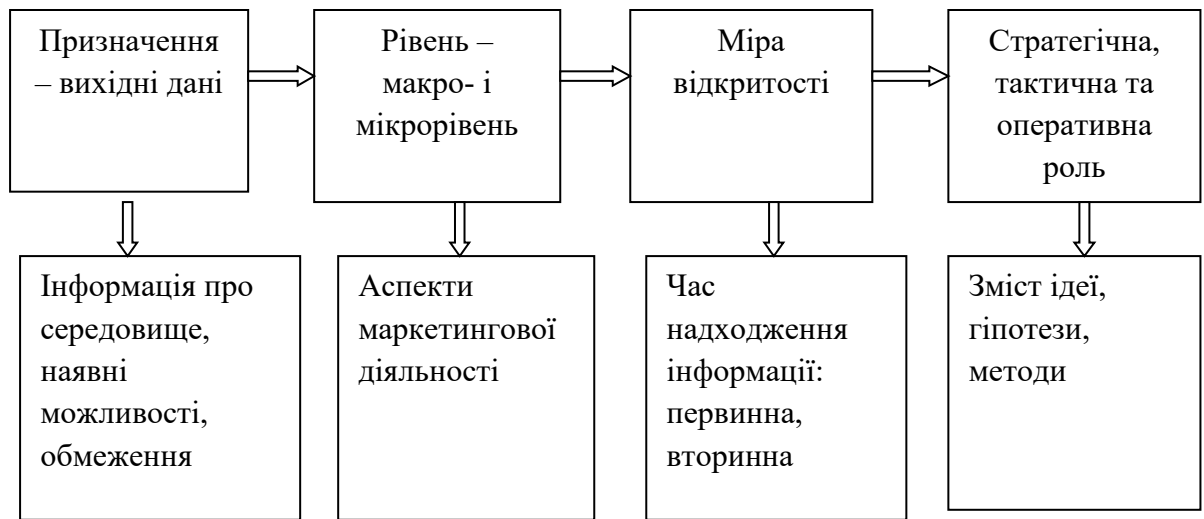 Призначення
– вихідні дані
Рівень –
макро- і
мікрорівень
Міра
відкритості
Стратегічна,
тактична та
оперативна
роль
Інформація про
середовище,
наявні
можливості,
обмеження
Аспекти
маркетингової
діяльності
Час
надходження
інформації:
первинна,
вторинна
Зміст ідеї,
гіпотези,
методи